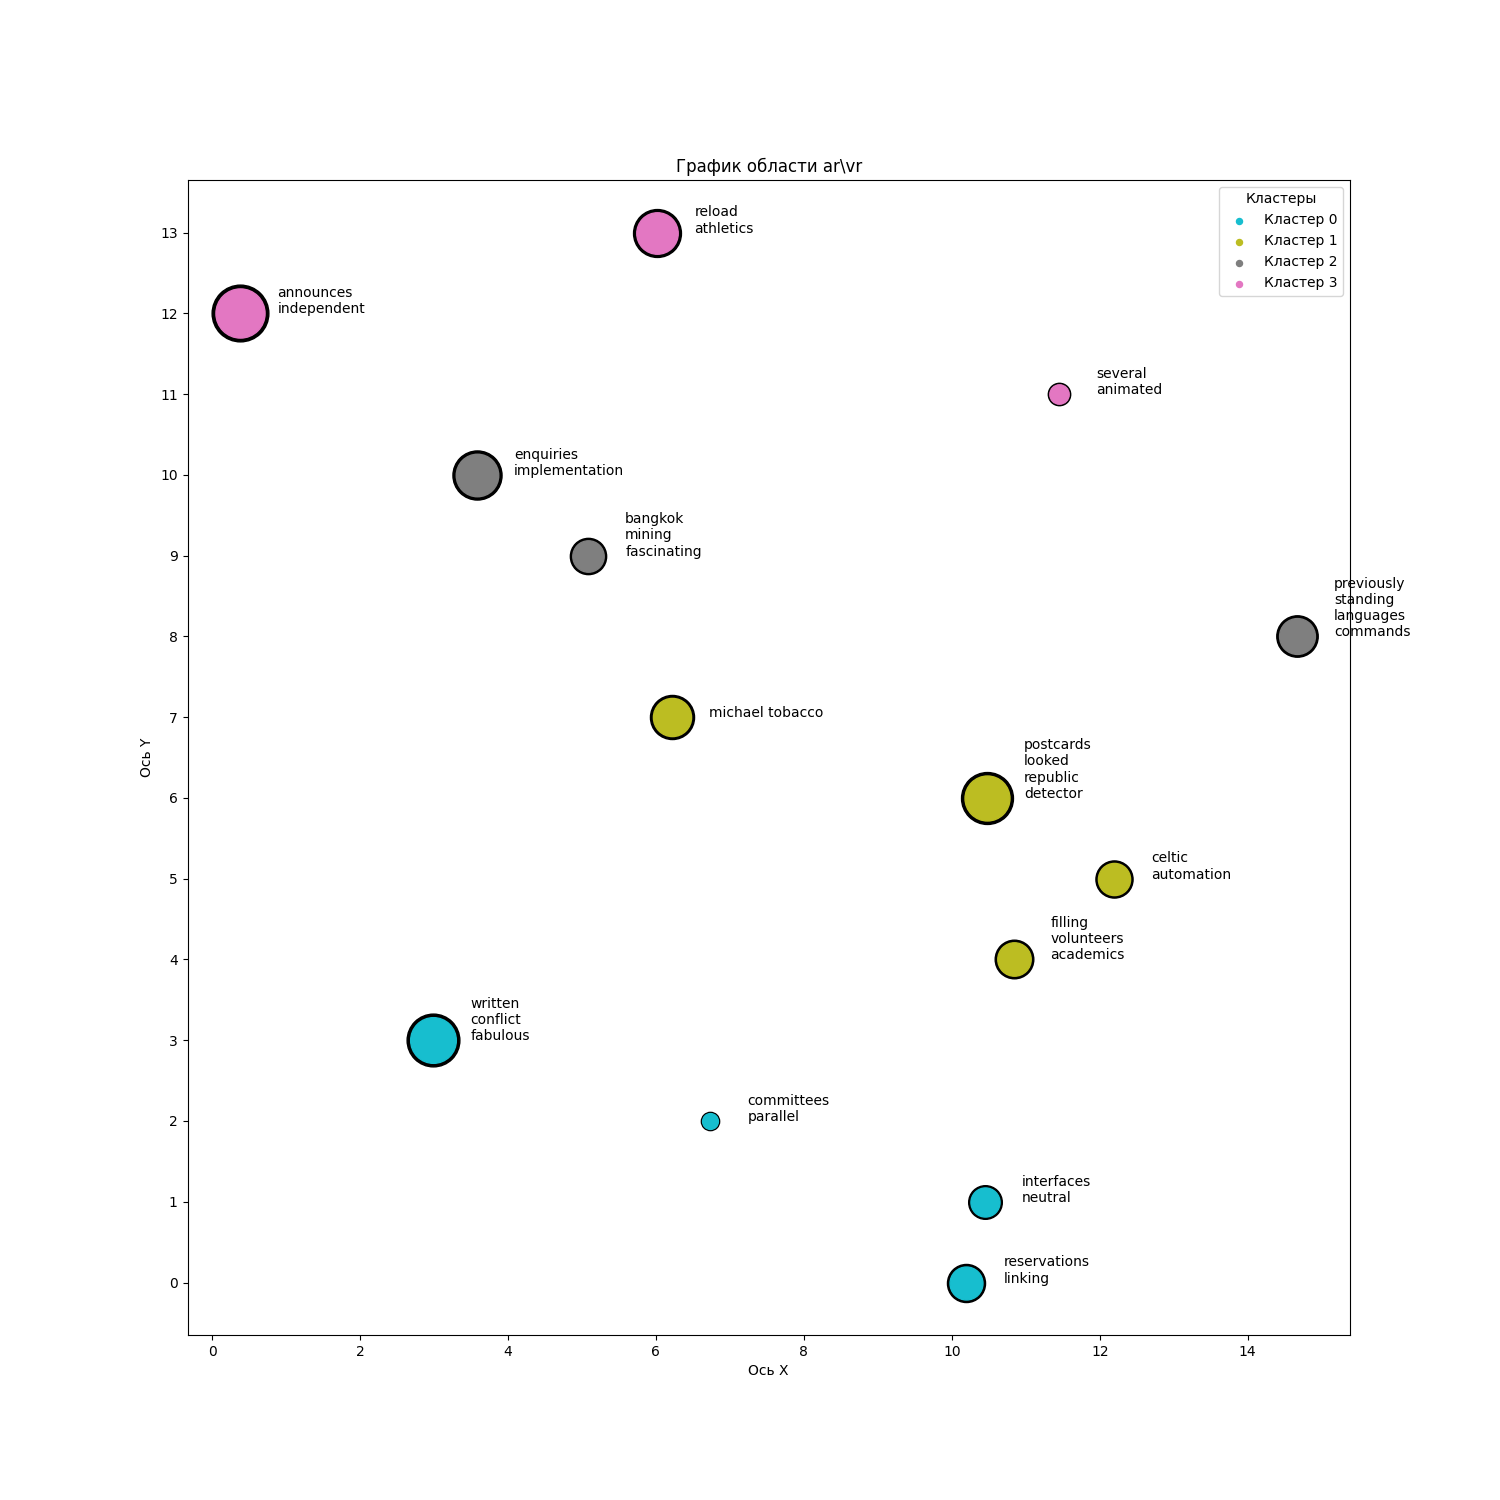 График области ar\vr
Кластеры
Кластер 0
Кластер 1
Кластер 2
Кластер 3
reload
athletics
announces
independent
several
animated
enquiries
implementation
bangkok
mining
fascinating
previously
standing
languages
commands
michael tobacco
postcards
looked
republic
detector
celtic
automation
filling
volunteers
academics
written
conflict
fabulous
committees
parallel
interfaces
neutral
reservations
linking
13
12
11
10
9
8
7
6
5
4
3
2
1
0
Ось Y
0 2 4 6 8 10 12 14
Ось X